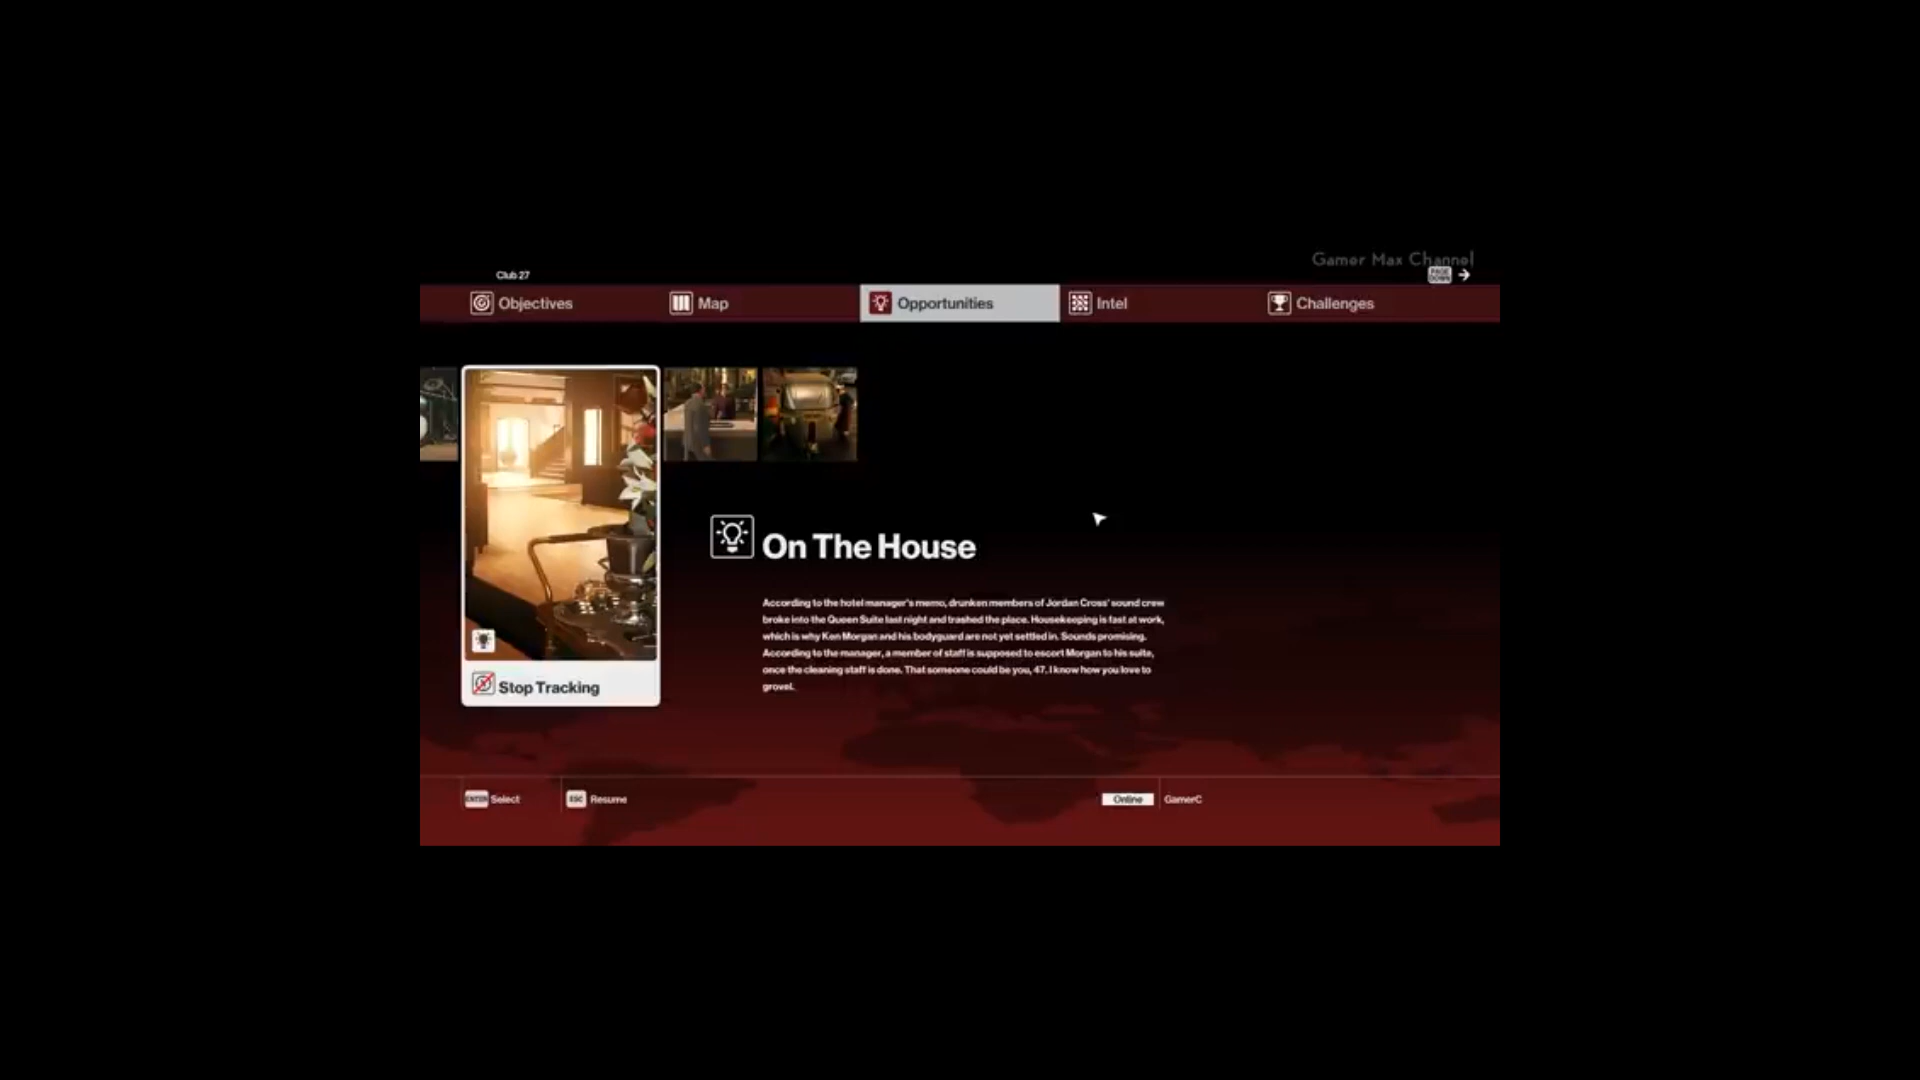 Gamer Max Channel
Club 27
PAGE DOWN
Objectives
Map
Opportunities
Intel
Challenges
On The House
According to the hotel manager's memo, drunken members of Jordan Cross' sound crew
broke into the Queen Suite last night and trashed the place. Housekeeping is fast at work,
which is why Ken Morgan and his bodyguard are not yet settled in. Sounds promising.
According to the manager, a member of staff is supposed to escort Morgan to his suite,
once the cleaning staff is done. That someone could be you, 47. I know how you love to
grovel.
Stop Tracking
ENTER Select
ESC Resume
Online
GamerC